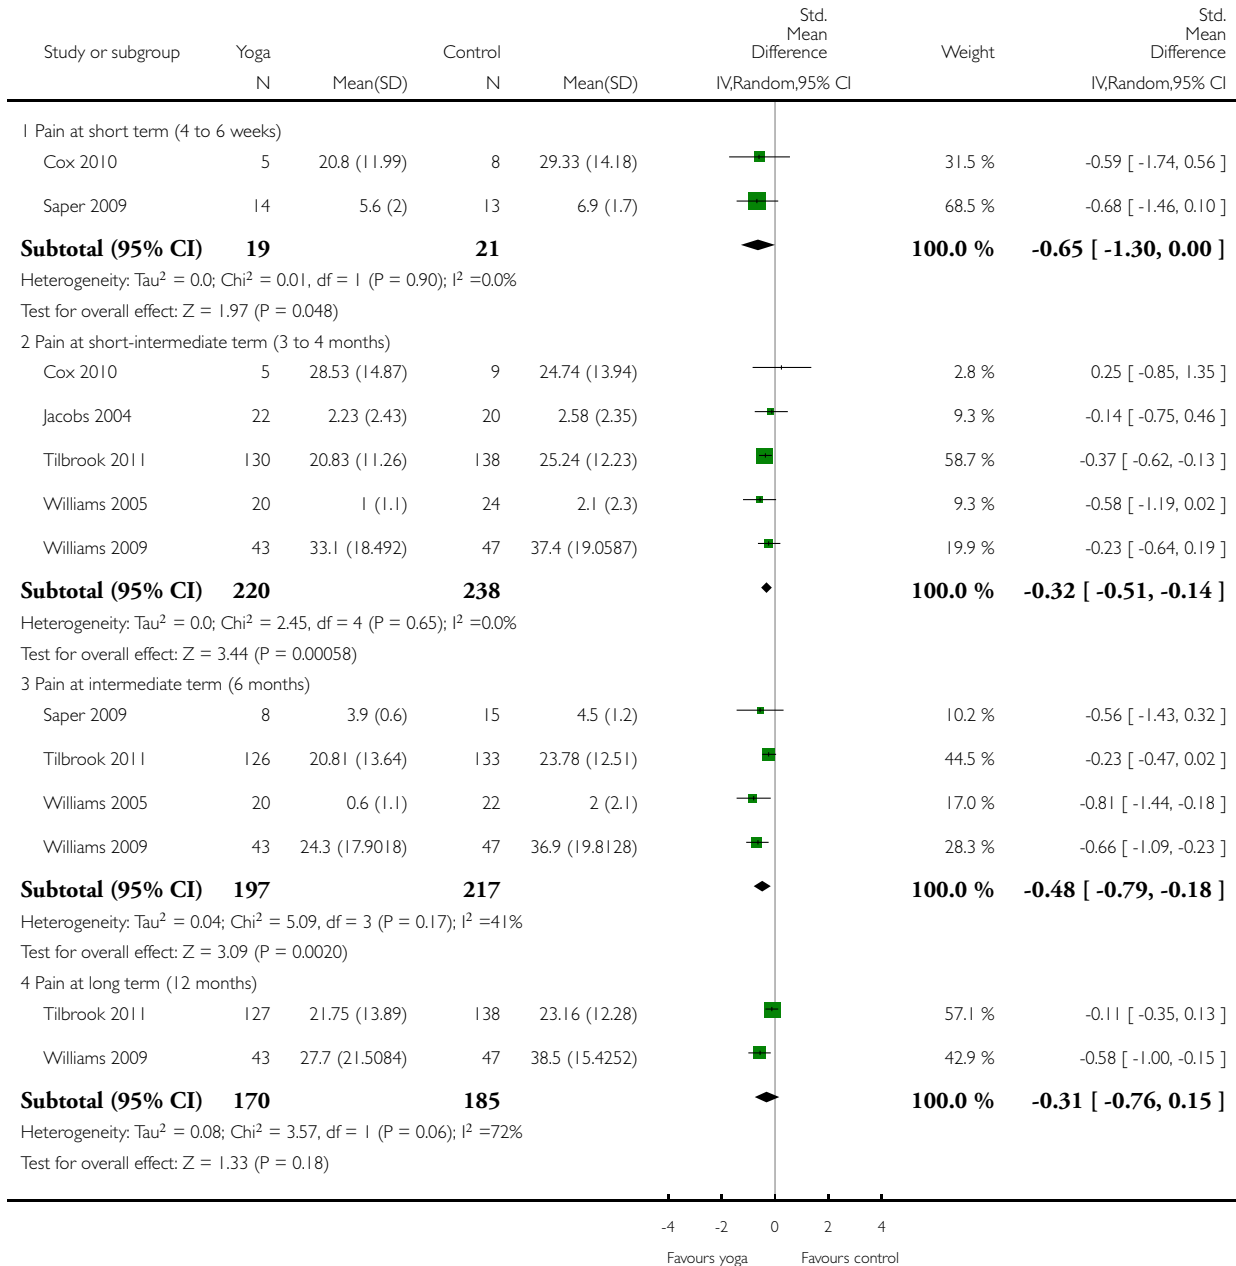 Std. Mean Difference Std. Mean Difference
Study or subgroup Yoga Control Weight
N Mean(SD) N Mean(SD) IV,Random,95% CI IV,Random,95% CI
1 Pain at short term (4 to 6 weeks)
Cox 2010 5 20.8 (11.99) 8 29.33 (14.18) 31.5 % -0.59 [ -1.74, 0.56 ]
Saper 2009 14 5.6 (2) 13 6.9 (1.7) 68.5 % -0.68 [ -1.46, 0.10 ]
Subtotal (95% CI) 19 21 100.0 % -0.65 [ -1.30, 0.00 ]
Heterogeneity: Tau² = 0.0; Chi² = 0.01, df = 1 (P = 0.90); I² =0.0%
Test for overall effect: Z = 1.97 (P = 0.048)
2 Pain at short-intermediate term (3 to 4 months)
Cox 2010 5 28.53 (14.87) 9 24.74 (13.94) 2.8 % 0.25 [ -0.85, 1.35 ]
Jacobs 2004 22 2.23 (2.43) 20 2.58 (2.35) 9.3 % -0.14 [ -0.75, 0.46 ]
Tilbrook 2011 130 20.83 (11.26) 138 25.24 (12.23) 58.7 % -0.37 [ -0.62, -0.13 ]
Williams 2005 20 1 (1.1) 24 2.1 (2.3) 9.3 % -0.58 [ -1.19, 0.02 ]
Williams 2009 43 33.1 (18.492) 47 37.4 (19.0587) 19.9 % -0.23 [ -0.64, 0.19 ]
Subtotal (95% CI) 220 238 100.0 % -0.32 [ -0.51, -0.14 ]
Heterogeneity: Tau² = 0.0; Chi² = 2.45, df = 4 (P = 0.65); I² =0.0%
Test for overall effect: Z = 3.44 (P = 0.00058)
3 Pain at intermediate term (6 months)
Saper 2009 8 3.9 (0.6) 15 4.5 (1.2) 10.2 % -0.56 [ -1.43, 0.32 ]
Tilbrook 2011 126 20.81 (13.64) 133 23.78 (12.51) 44.5 % -0.23 [ -0.47, 0.02 ]
Williams 2005 20 0.6 (1.1) 22 2 (2.1) 17.0 % -0.81 [ -1.44, -0.18 ]
Williams 2009 43 24.3 (17.9018) 47 36.9 (19.8128) 28.3 % -0.66 [ -1.09, -0.23 ]
Subtotal (95% CI) 197 217 100.0 % -0.48 [ -0.79, -0.18 ]
Heterogeneity: Tau² = 0.04; Chi² = 5.09, df = 3 (P = 0.17); I² =41%
Test for overall effect: Z = 3.09 (P = 0.0020)
4 Pain at long term (12 months)
Tilbrook 2011 127 21.75 (13.89) 138 23.16 (12.28) 57.1 % -0.11 [ -0.35, 0.13 ]
Williams 2009 43 27.7 (21.5084) 47 38.5 (15.4252) 42.9 % -0.58 [ -1.00, -0.15 ]
Subtotal (95% CI) 170 185 100.0 % -0.31 [ -0.76, 0.15 ]
Heterogeneity: Tau² = 0.08; Chi² = 3.57, df = 1 (P = 0.06); I² =72%
Test for overall effect: Z = 1.33 (P = 0.18)
-4 -2 0 2 4
Favours yoga Favours control